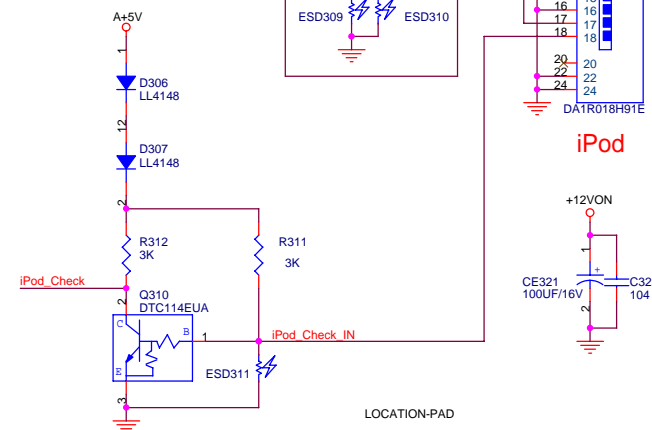 A+5V
1
D306
LL4148
2
1
D307
LL4148
2
R312
3K
R311
3K
iPod_Check
2
Q310
DTC114EUA
C
B
E
1
3
iPod_Check_IN
ESD311
LOCATION-PAD
ESD309
ESD310
16
16
17
17
18
18
20
20
22
22
24
24
DA1R018H91E
iPod
+12VON
1
+
CE321
100UF/16V
2
C32
104